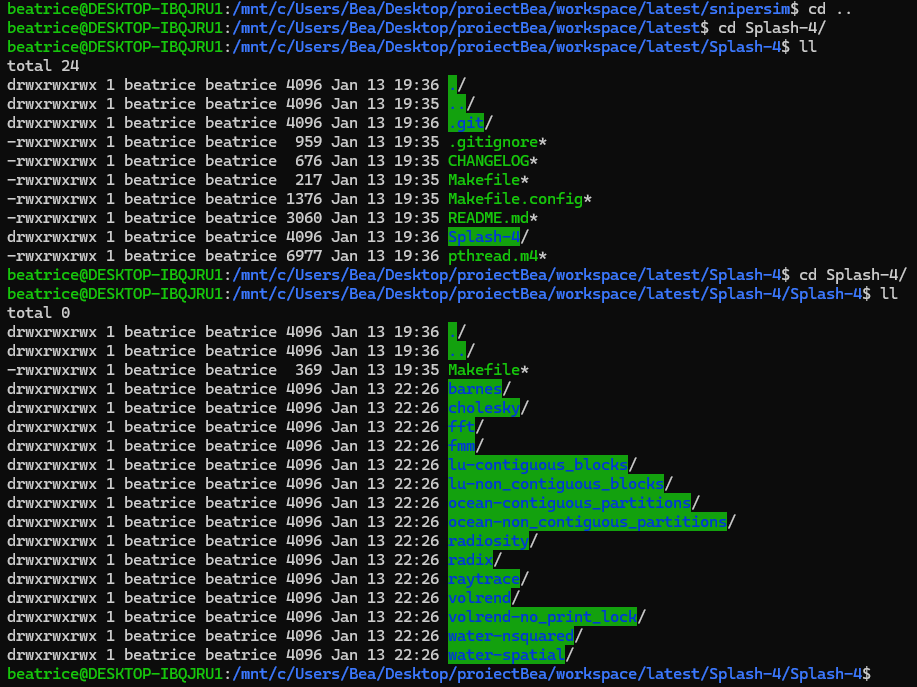 beatrice@DESKTOP-IBQJRU1:/mnt/c/Users/Bea/Desktop/proiectBea/workspace/latest/snipersim$ cd ..
beatrice@DESKTOP-IBQJRU1:/mnt/c/Users/Bea/Desktop/proiectBea/workspace/latest$ cd Splash-4/
beatrice@DESKTOP-IBQJRU1:/mnt/c/Users/Bea/Desktop/proiectBea/workspace/latest/Splash-4$ ll
total 24
drwxrwxrwx 1 beatrice beatrice 4096 Jan 13 19:36 ./
drwxrwxrwx 1 beatrice beatrice 4096 Jan 13 19:35 ../
drwxrwxrwx 1 beatrice beatrice 4096 Jan 13 19:36 .git/
-rwxrwxrwx 1 beatrice beatrice  959 Jan 13 19:35 .gitignore*
-rwxrwxrwx 1 beatrice beatrice  676 Jan 13 19:35 CHANGELOG*
-rwxrwxrwx 1 beatrice beatrice  217 Jan 13 19:35 Makefile*
-rwxrwxrwx 1 beatrice beatrice 1376 Jan 13 19:35 Makefile.config*
-rwxrwxrwx 1 beatrice beatrice 3060 Jan 13 19:35 README.md*
drwxrwxrwx 1 beatrice beatrice 4096 Jan 13 19:36 Splash-4/
-rwxrwxrwx 1 beatrice beatrice 6977 Jan 13 19:35 pthread.m4*
beatrice@DESKTOP-IBQJRU1:/mnt/c/Users/Bea/Desktop/proiectBea/workspace/latest/Splash-4$ cd Splash-4/
beatrice@DESKTOP-IBQJRU1:/mnt/c/Users/Bea/Desktop/proiectBea/workspace/latest/Splash-4/Splash-4$ ll
total 0
drwxrwxrwx 1 beatrice beatrice 4096 Jan 13 19:36 ./
drwxrwxrwx 1 beatrice beatrice 4096 Jan 13 19:36 ../
-rwxrwxrwx 1 beatrice beatrice  369 Jan 13 19:35 Makefile*
drwxrwxrwx 1 beatrice beatrice 4096 Jan 13 22:26 barnes/
drwxrwxrwx 1 beatrice beatrice 4096 Jan 13 22:26 cholesky/
drwxrwxrwx 1 beatrice beatrice 4096 Jan 13 22:26 fft/
drwxrwxrwx 1 beatrice beatrice 4096 Jan 13 22:26 fmm/
drwxrwxrwx 1 beatrice beatrice 4096 Jan 13 22:26 lu-contiguous_blocks/
drwxrwxrwx 1 beatrice beatrice 4096 Jan 13 22:26 lu-non_contiguous_blocks/
drwxrwxrwx 1 beatrice beatrice 4096 Jan 13 22:26 ocean-contiguous_partitions/
drwxrwxrwx 1 beatrice beatrice 4096 Jan 13 22:26 ocean-non_contiguous_partitions/
drwxrwxrwx 1 beatrice beatrice 4096 Jan 13 22:26 radiosity/
drwxrwxrwx 1 beatrice beatrice 4096 Jan 13 22:26 radix/
drwxrwxrwx 1 beatrice beatrice 4096 Jan 13 22:26 raytrace/
drwxrwxrwx 1 beatrice beatrice 4096 Jan 13 22:26 volrend/
drwxrwxrwx 1 beatrice beatrice 4096 Jan 13 22:26 volrend-no_print_lock/
drwxrwxrwx 1 beatrice beatrice 4096 Jan 13 22:26 water-nsquared/
drwxrwxrwx 1 beatrice beatrice 4096 Jan 13 22:26 water-spatial/
beatrice@DESKTOP-IBQJRU1:/mnt/c/Users/Bea/Desktop/proiectBea/workspace/latest/Splash-4/Splash-4$